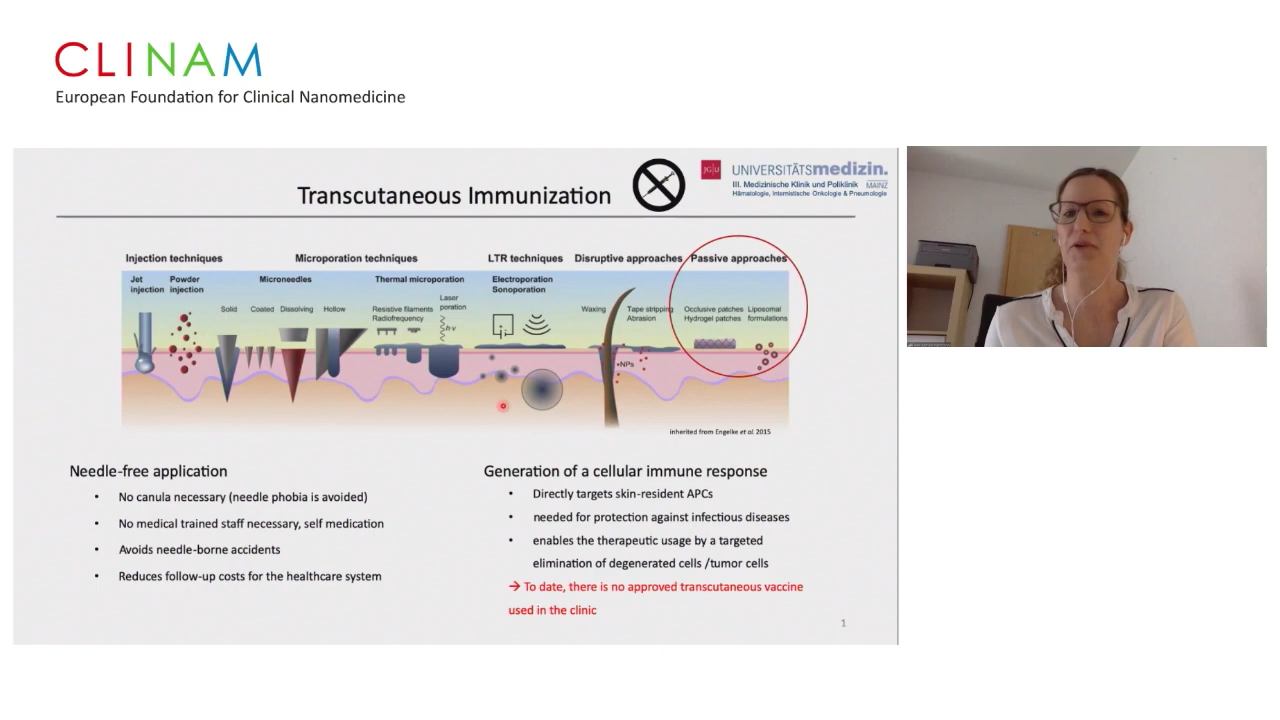 CLINAM
European Foundation for Clinical Nanomedicine
Transcutaneous Immunization
JG|U
UNIVERSITÄTSmedizin.
III. Medizinische Klinik und Poliklinik MAINZ
Hämatologie, Internistische Onkologie & Pneumologie
Injection techniques
Microporation techniques
LTR techniques
Disruptive approaches
Passive approaches
Jet injection
Powder injection
Microneedles
Thermal microporation
Electroporation
Sonoporation
Solid
Coated
Dissolving
Hollow
Resistive filaments
Radiofrequency
Laser poration
hv
Waxing
Tape stripping
Abrasion
Occlusive patches
Hydrogel patches
Liposomal formulations
•NPs
inherited from Engelke et al. 2015
Needle-free application
• No canula necessary (needle phobia is avoided)
• No medical trained staff necessary, self medication
• Avoids needle-borne accidents
• Reduces follow-up costs for the healthcare system
Generation of a cellular immune response
• Directly targets skin-resident APCs
• needed for protection against infectious diseases
• enables the therapeutic usage by a targeted
elimination of degenerated cells /tumor cells
→ To date, there is no approved transcutaneous vaccine
used in the clinic
1